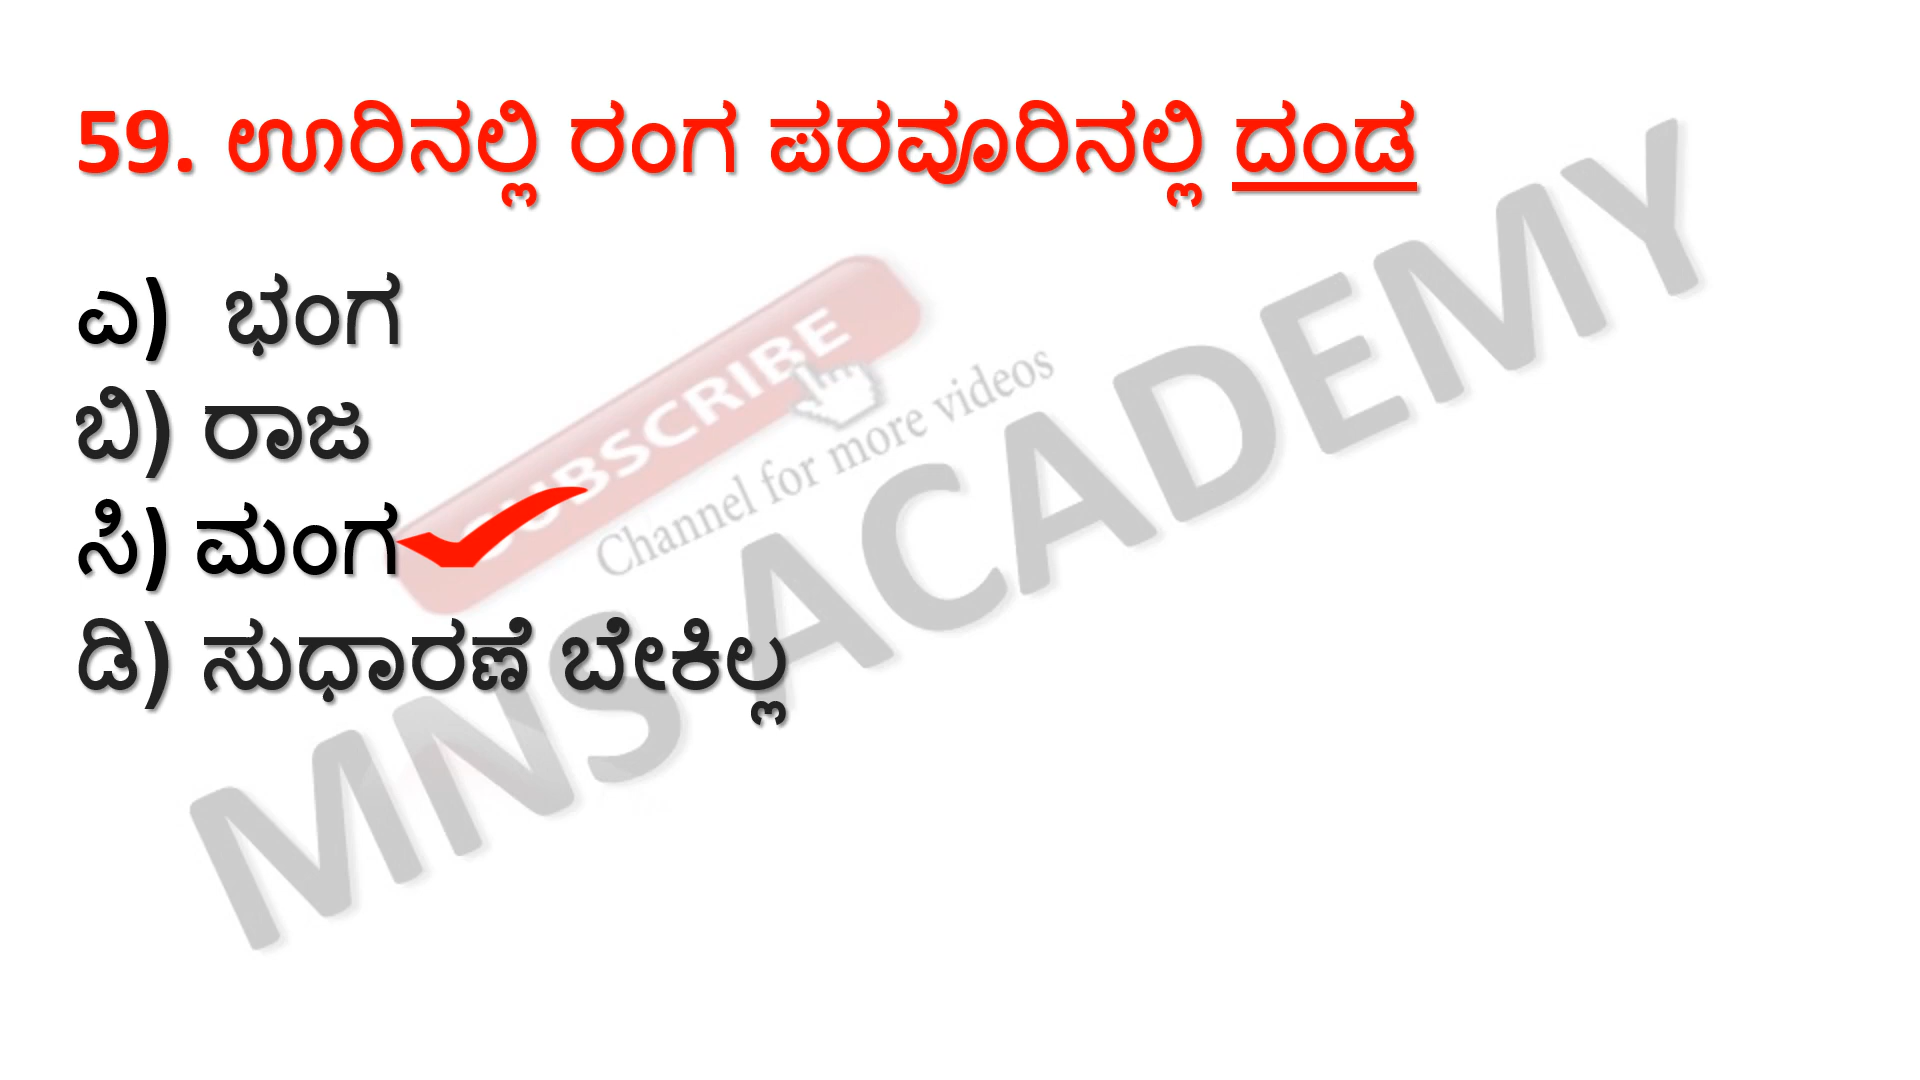 59. ಊರಿನಲ್ಲಿ ರಂಗ ಪರವೂರಿನಲ್ಲಿ ದಂಡ
ಎ) ಭಂಗ
ಬಿ) ರಾಜ
ಸಿ) ಮಂಗ
ಡಿ) ಸುಧಾರಣೆ ಬೇಕಿಲ್ಲ
SUBSCRIBE
Channel for more videos
MNS ACADEMY